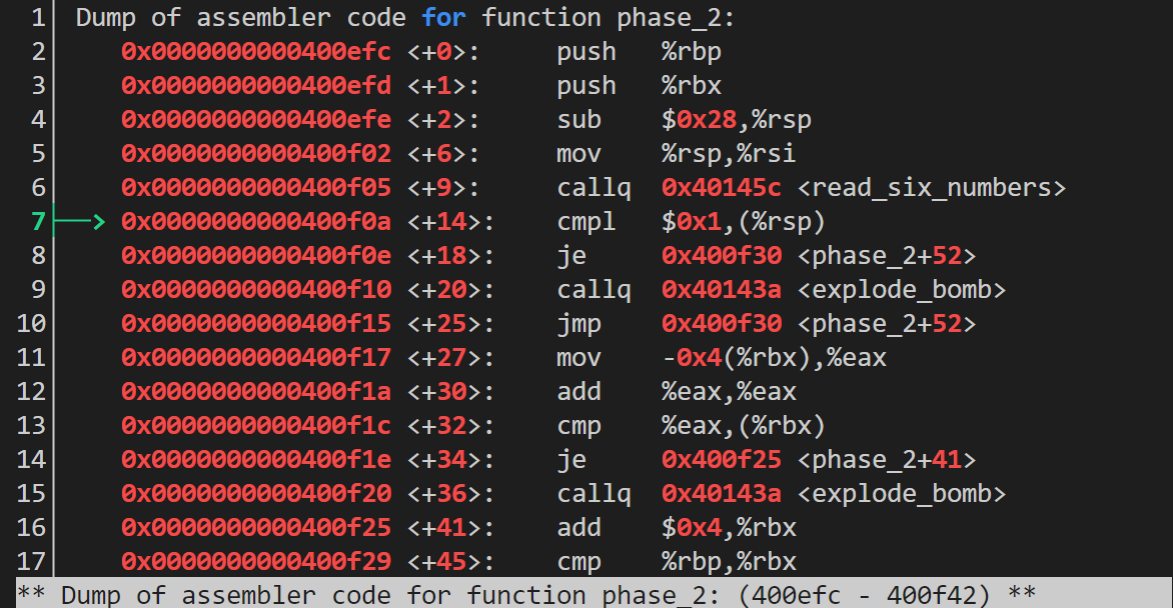 1 Dump of assembler code for function phase_2:
2 0x0000000000400efc <+0>: push %rbp
3 0x0000000000400efd <+1>: push %rbx
4 0x0000000000400efe <+2>: sub $0x28,%rsp
5 0x0000000000400f02 <+6>: mov %rsp,%rsi
6 0x0000000000400f05 <+9>: callq 0x40145c <read_six_numbers>
7 0x0000000000400f0a <+14>: cmpl $0x1,(%rsp)
8 0x0000000000400f0e <+18>: je 0x400f30 <phase_2+52>
9 0x0000000000400f10 <+20>: callq 0x40143a <explode_bomb>
10 0x0000000000400f15 <+25>: jmp 0x400f30 <phase_2+52>
11 0x0000000000400f17 <+27>: mov -0x4(%rbx),%eax
12 0x0000000000400f1a <+30>: add %eax,%eax
13 0x0000000000400f1c <+32>: cmp %eax,(%rbx)
14 0x0000000000400f1e <+34>: je 0x400f25 <phase_2+41>
15 0x0000000000400f20 <+36>: callq 0x40143a <explode_bomb>
16 0x0000000000400f25 <+41>: add $0x4,%rbx
17 0x0000000000400f29 <+45>: cmp %rbp,%rbx
** Dump of assembler code for function phase_2: (400efc - 400f42) **